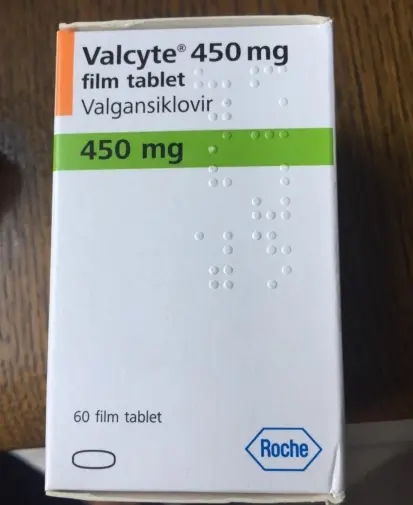 Valcyte® 450 mg
film tablet
Valgansiklovir
450 mg
60 film tablet
Roche